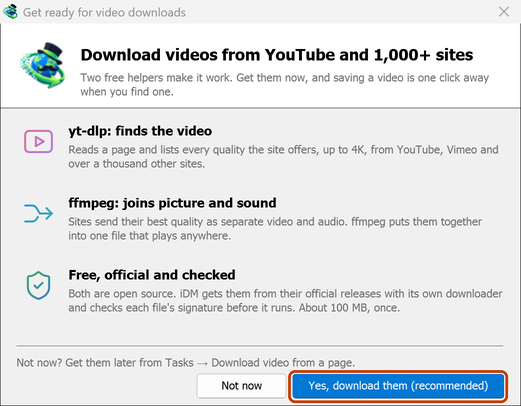 Get ready for video downloads
Download videos from YouTube and 1,000+ sites
Two free helpers make it work. Get them now, and saving a video is one click away
when you find one.
yt-dlp: finds the video
Reads a page and lists every quality the site offers, up to 4K, from YouTube, Vimeo and
over a thousand other sites.
ffmpeg: joins picture and sound
Sites send their best quality as separate video and audio. ffmpeg puts them together
into one file that plays anywhere.
Free, official and checked
Both are open source. iDM gets them from their official releases with its own downloader
and checks each file's signature before it runs. About 100 MB, once.
Not now? Get them later from Tasks → Download video from a page.
Not now
Yes, download them (recommended)